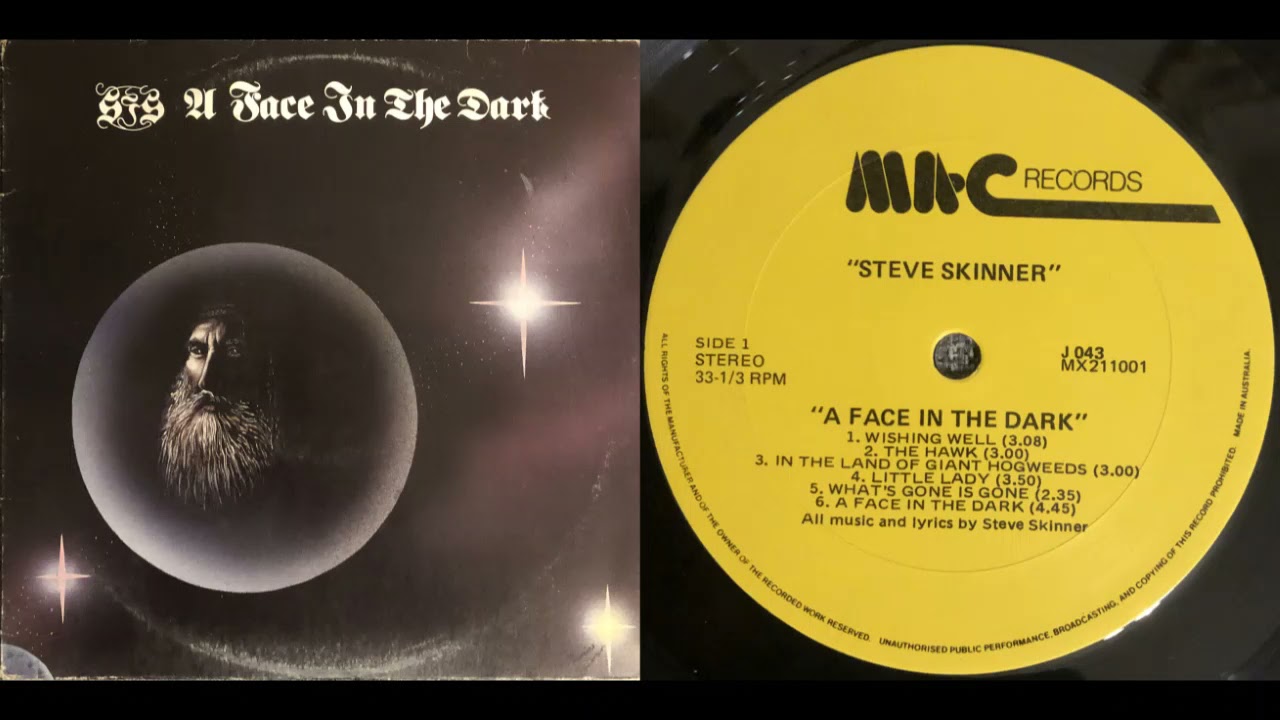 SJS A Face In The Dark
MAC RECORDS
"STEVE SKINNER"
SIDE 1
STEREO
33-1/3 RPM
J 043
MX211001
"A FACE IN THE DARK"
1. WISHING WELL (3.08)
2. THE HAWK (3.00)
3. IN THE LAND OF GIANT HOGWEEDS (3.00)
4. LITTLE LADY (3.50)
5. WHAT'S GONE IS GONE (2.35)
6. A FACE IN THE DARK (4.45)
All music and lyrics by Steve Skinner
ALL RIGHTS OF THE MANUFACTURER AND OF THE OWNER OF THE RECORDED WORK RESERVED. UNAUTHORISED PUBLIC PERFORMANCE, BROADCASTING, AND COPYING OF THIS RECORD PROHIBITED. MADE IN AUSTRALIA.